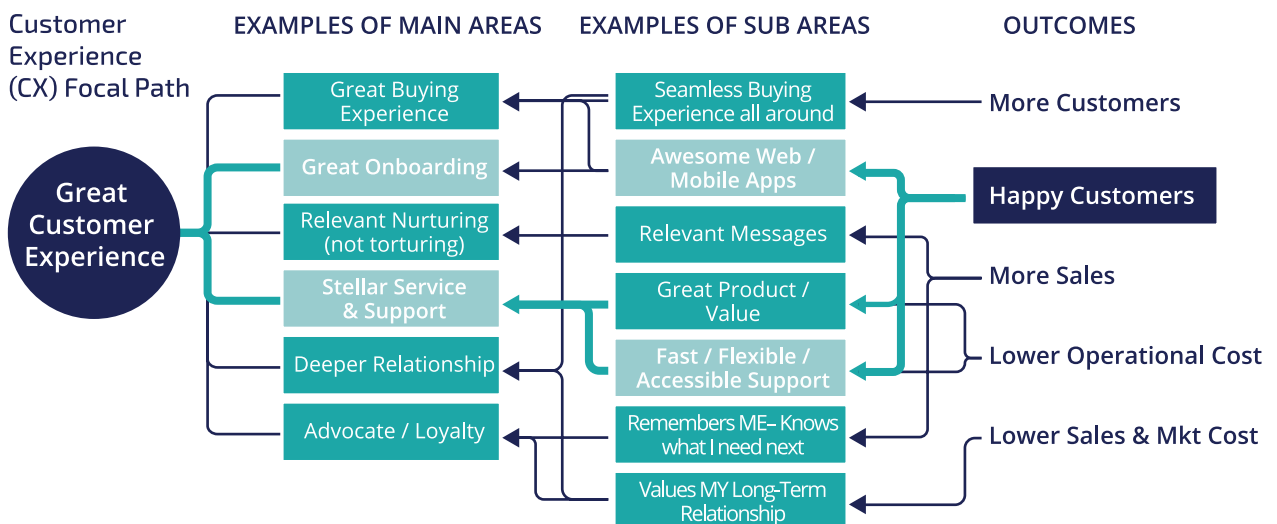 Customer
Experience
(CX) Focal Path
EXAMPLES OF MAIN AREAS
EXAMPLES OF SUB AREAS
OUTCOMES
Great
Customer
Experience
Great Buying
Experience
Great Onboarding
Relevant Nurturing
(not torturing)
Stellar Service
& Support
Deeper Relationship
Advocate / Loyalty
Seamless Buying
Experience all around
Awesome Web /
Mobile Apps
Relevant Messages
Great Product /
Value
Fast / Flexible /
Accessible Support
Remembers ME– Knows
what I need next
Values MY Long-Term
Relationship
More Customers
Happy Customers
More Sales
Lower Operational Cost
Lower Sales & Mkt Cost